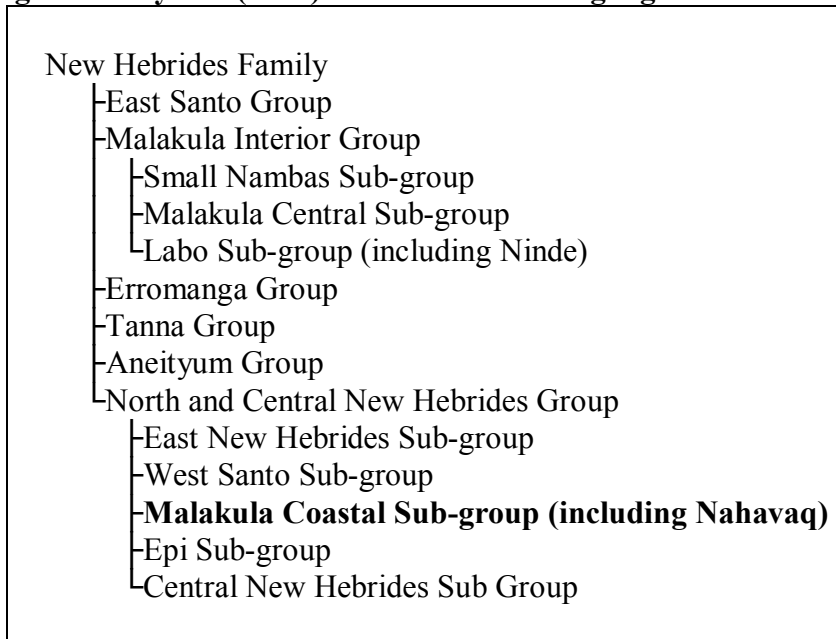 New Hebrides Family
East Santo Group
Malakula Interior Group
Small Nambas Sub-group
Malakula Central Sub-group
Labo Sub-group (including Ninde)
Erromanga Group
Tanna Group
Aneityum Group
North and Central New Hebrides Group
East New Hebrides Sub-group
West Santo Sub-group
Malakula Coastal Sub-group (including Nahavaq)
Epi Sub-group
Central New Hebrides Sub Group